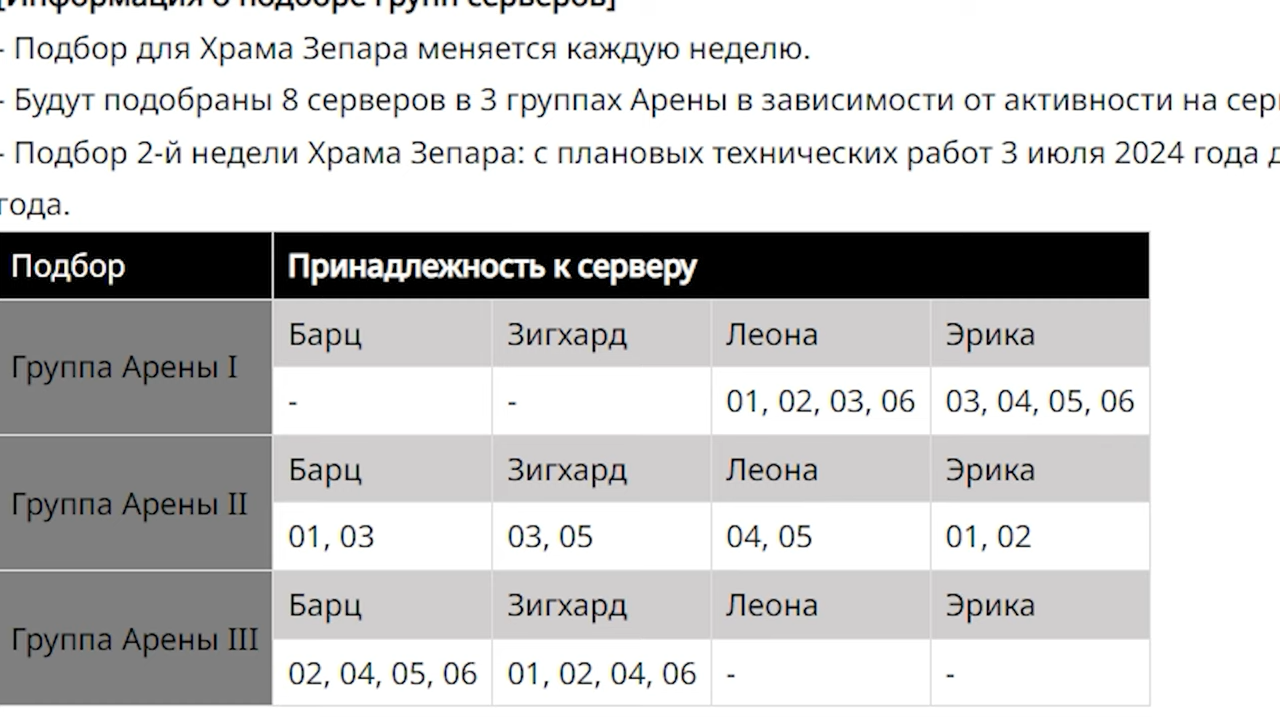 [Информация о подборе групп серверов]
- Подбор для Храма Зепара меняется каждую неделю.
- Будут подобраны 8 серверов в 3 группах Арены в зависимости от активности на
- Подбор 2-й недели Храма Зепара: с плановых технических работ 3 июля 2024 года
года.
Подбор Принадлежность к серверу
Группа Арены I
Барц Зигхард Леона Эрика
- - 01, 02, 03, 06 03, 04, 05, 06
Группа Арены II
Барц Зигхард Леона Эрика
01, 03 03, 05 04, 05 01, 02
Группа Арены III
Барц Зигхард Леона Эрика
02, 04, 05, 06 01, 02, 04, 06 - -